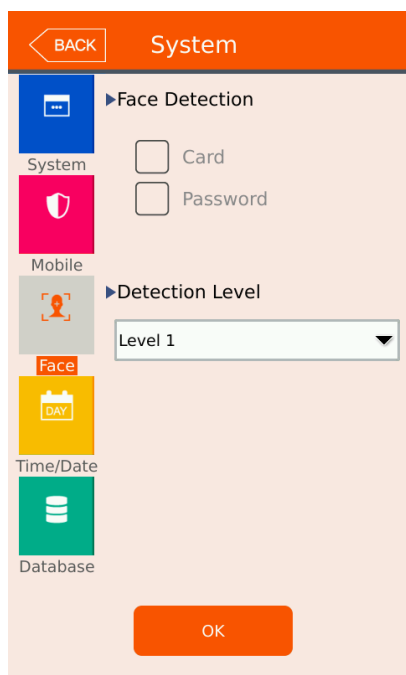 BACK
System
System
Mobile
Face
DAY
Time/Date
Database
Face Detection
Card
Password
Detection Level
Level 1
OK